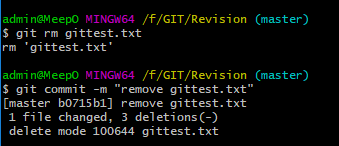 admin@MeepO MINGW64 /f/GIT/Revision (master)
$ git rm gittest.txt
rm 'gittest.txt'
admin@MeepO MINGW64 /f/GIT/Revision (master)
$ git commit -m "remove gittest.txt"
[master b0715b1] remove gittest.txt
1 file changed, 3 deletions(-)
delete mode 100644 gittest.txt